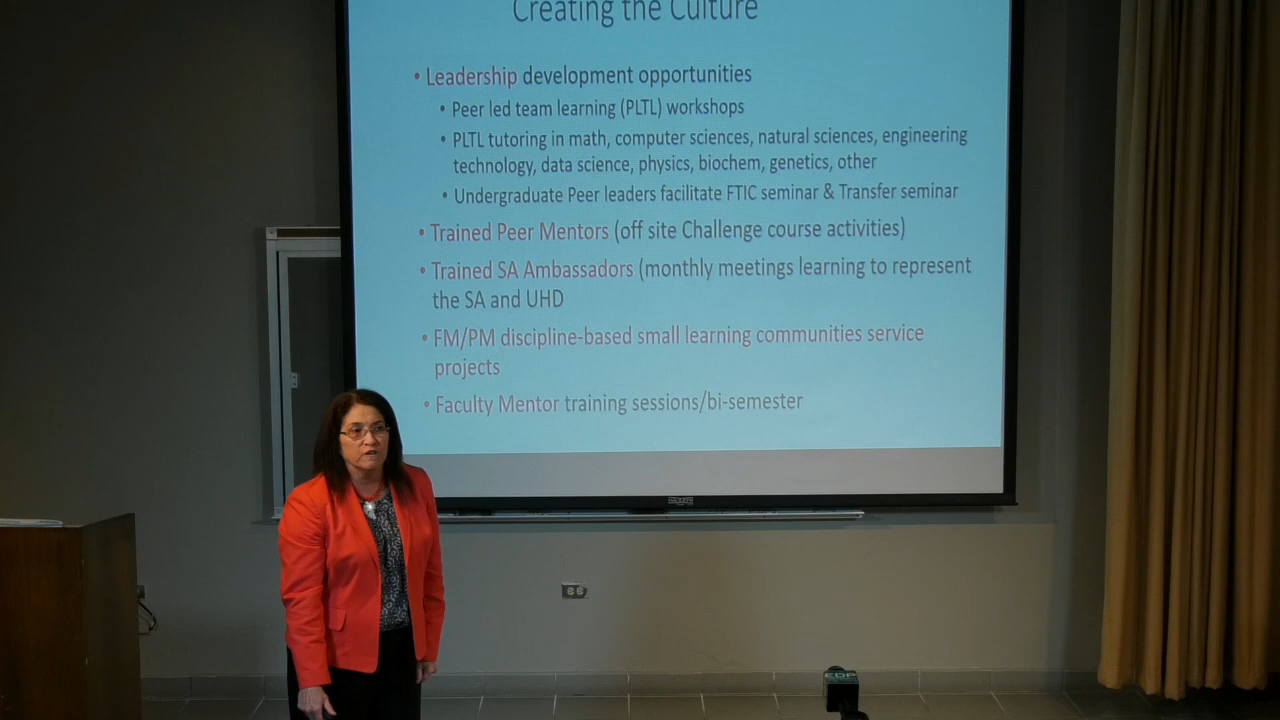 Creating the Culture
• Leadership development opportunities
• Peer led team learning (PLTL) workshops
• PLTL tutoring in math, computer sciences, natural sciences, engineering
technology, data science, physics, biochem, genetics, other
• Undergraduate Peer leaders facilitate FTIC seminar & Transfer seminar
• Trained Peer Mentors (off site Challenge course activities)
• Trained SA Ambassadors (monthly meetings learning to represent
the SA and UHD
• FM/PM discipline-based small learning communities service
projects
• Faculty Mentor training sessions/bi-semester